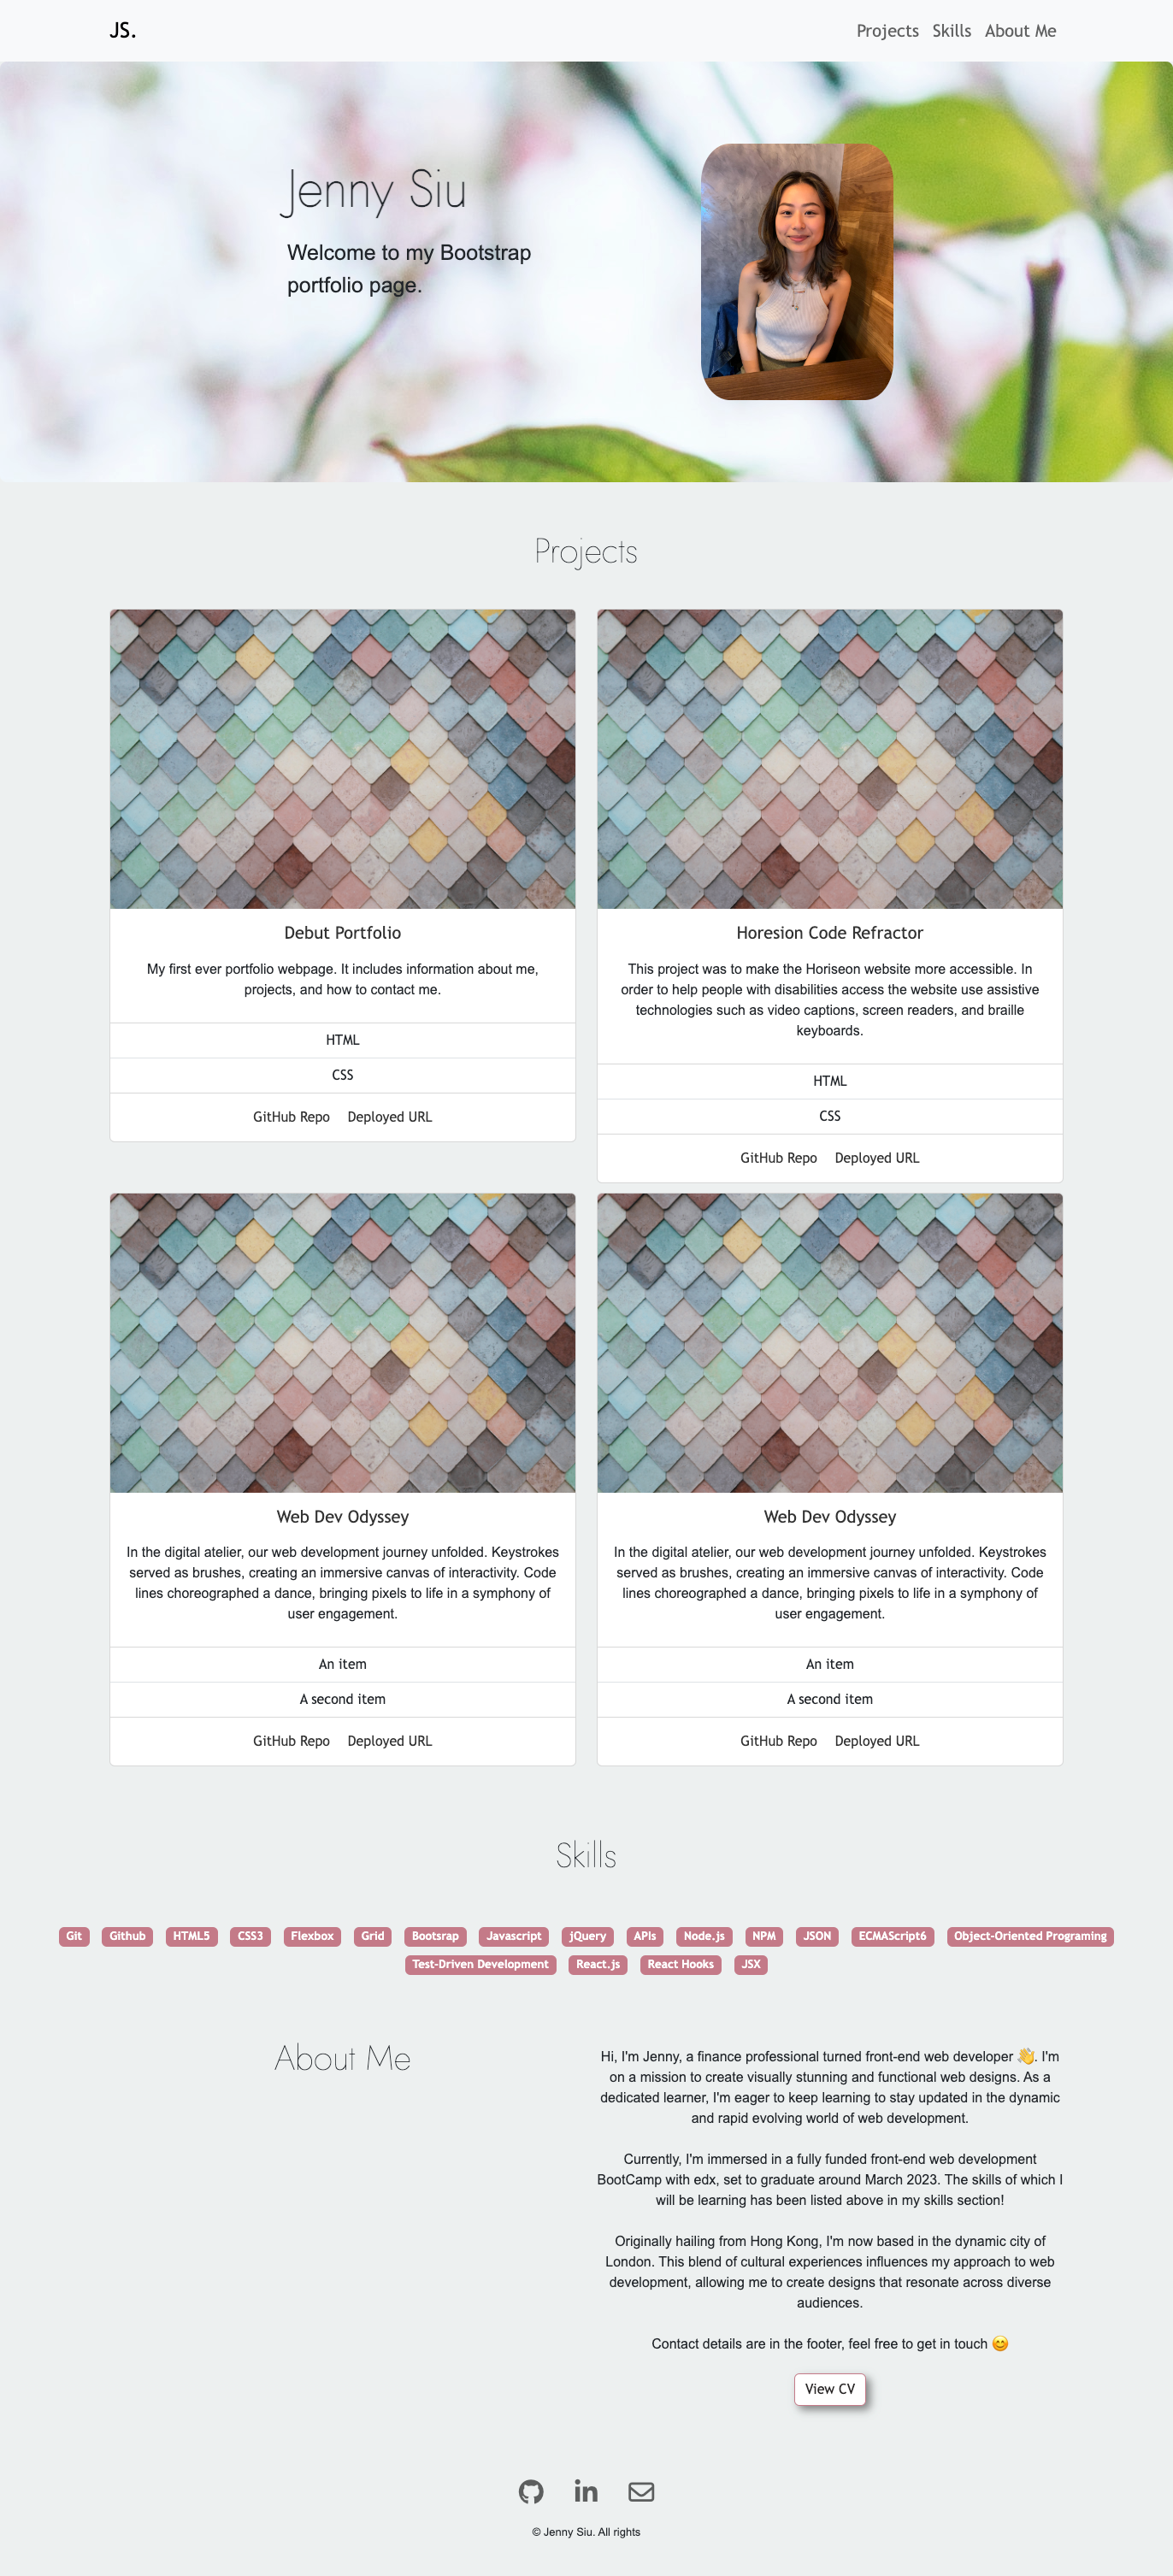 JS.
Projects Skills About Me
Jenny Siu
Welcome to my Bootstrap
portfolio page.
Projects
Debut Portfolio
My first ever portfolio webpage. It includes information about me,
projects, and how to contact me.
HTML
CSS
GitHub Repo Deployed URL
Horesion Code Refractor
This project was to make the Horiseon website more accessible. In
order to help people with disabilities access the website use assistive
technologies such as video captions, screen readers, and braille
keyboards.
HTML
CSS
GitHub Repo Deployed URL
Web Dev Odyssey
In the digital atelier, our web development journey unfolded. Keystrokes
served as brushes, creating an immersive canvas of interactivity. Code
lines choreographed a dance, bringing pixels to life in a symphony of
user engagement.
An item
A second item
GitHub Repo Deployed URL
Web Dev Odyssey
In the digital atelier, our web development journey unfolded. Keystrokes
served as brushes, creating an immersive canvas of interactivity. Code
lines choreographed a dance, bringing pixels to life in a symphony of
user engagement.
An item
A second item
GitHub Repo Deployed URL
Skills
Git Github HTML5 CSS3 Flexbox Grid Bootsrap Javascript jQuery APIs Node.js NPM JSON ECMAScript6 Object-Oriented Programing
Test-Driven Development React.js React Hooks JSX
About Me
Hi, I'm Jenny, a finance professional turned front-end web developer 👋. I'm
on a mission to create visually stunning and functional web designs. As a
dedicated learner, I'm eager to keep learning to stay updated in the dynamic
and rapid evolving world of web development.
Currently, I'm immersed in a fully funded front-end web development
BootCamp with edx, set to graduate around March 2023. The skills of which I
will be learning has been listed above in my skills section!
Originally hailing from Hong Kong, I'm now based in the dynamic city of
London. This blend of cultural experiences influences my approach to web
development, allowing me to create designs that resonate across diverse
audiences.
Contact details are in the footer, feel free to get in touch 😊
View CV
in
© Jenny Siu. All rights